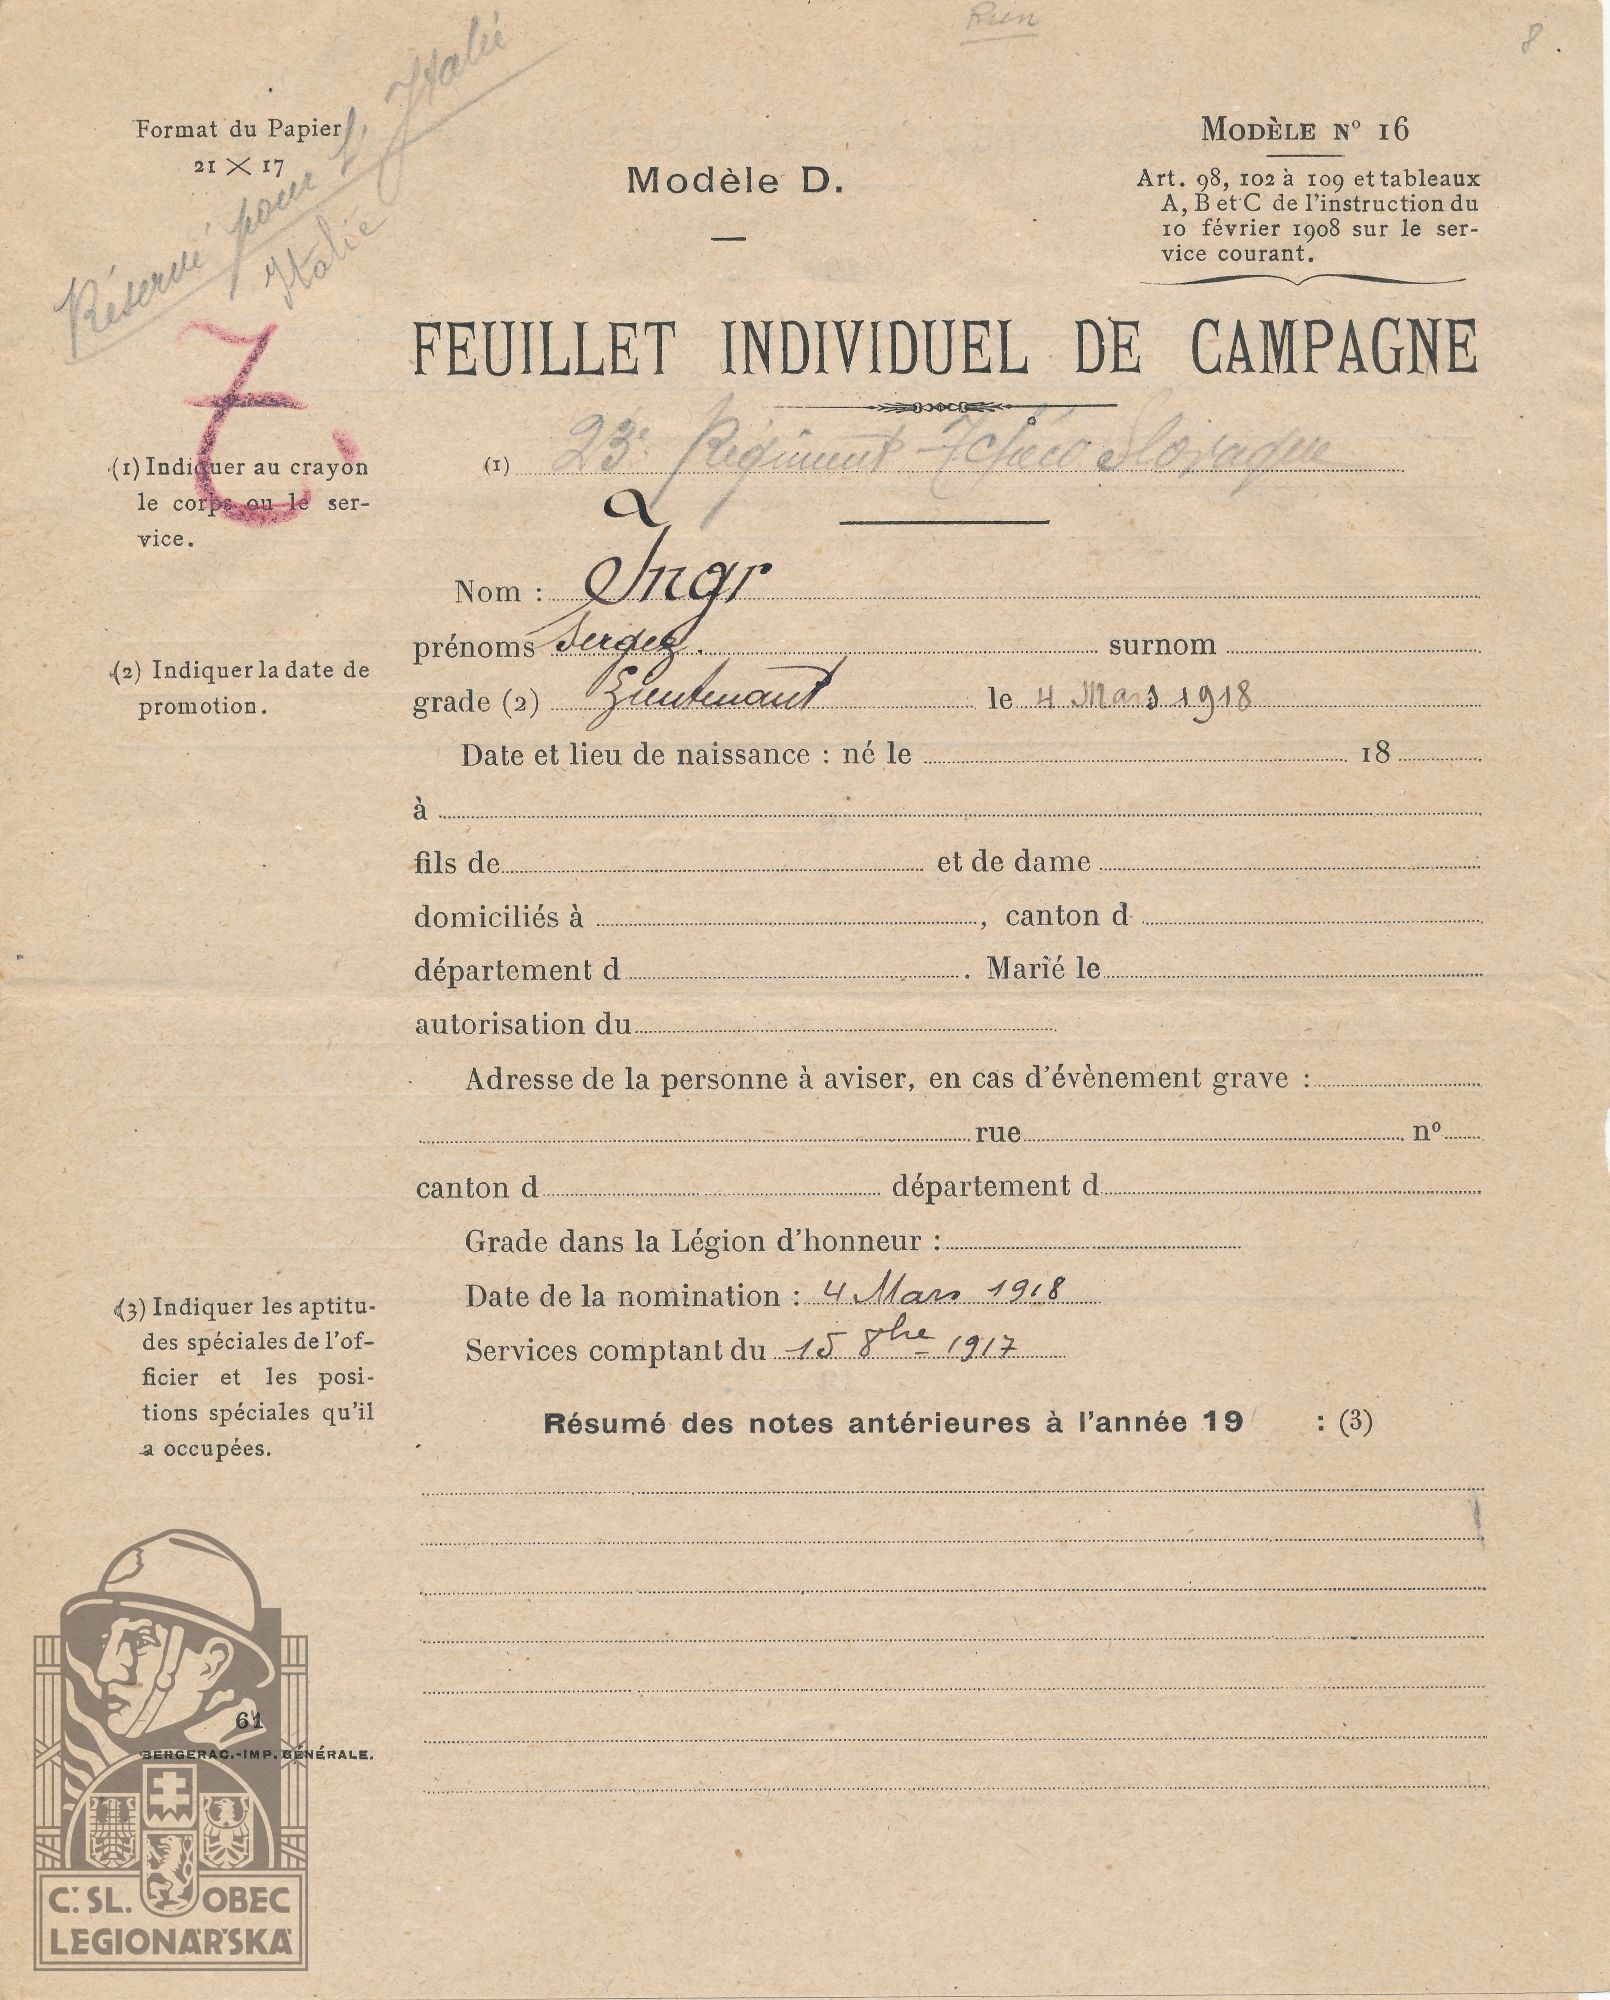 Rien
8.
Réservé pour l'Italie
Italie
Format du Papier
21 X 17
Modèle D.
MODÈLE N° 16
Art. 98, 102 à 109 et tableaux
A, B et C de l'instruction du
10 février 1908 sur le ser-
vice courant.
FEUILLET INDIVIDUEL DE CAMPAGNE
(1) Indiquer au crayon
le corps ou le ser-
vice.
(1) 23e Régiment Tchéco Slovaque
Nom : Ingr
prénoms Sergej. surnom
(2) Indiquer la date de
promotion.
grade (2) Lieutenant le 4 Mars 1918
Date et lieu de naissance : né le 18
à
fils de et de dame
domiciliés à , canton d
département d . Marié le
autorisation du
Adresse de la personne à aviser, en cas d'évènement grave :
rue n°
canton d département d
Grade dans la Légion d'honneur :
Date de la nomination : 4 Mars 1918
Services comptant du 15 8bre 1917
(3) Indiquer les aptitu-
des spéciales de l'of-
ficier et les posi-
tions spéciales qu'il
a occupées.
Résumé des notes antérieures à l'année 19 : (3)
61
BERGERAC.-IMP. GÉNÉRALE.
Č. SL. OBEC
LEGIONÁŘSKÁ